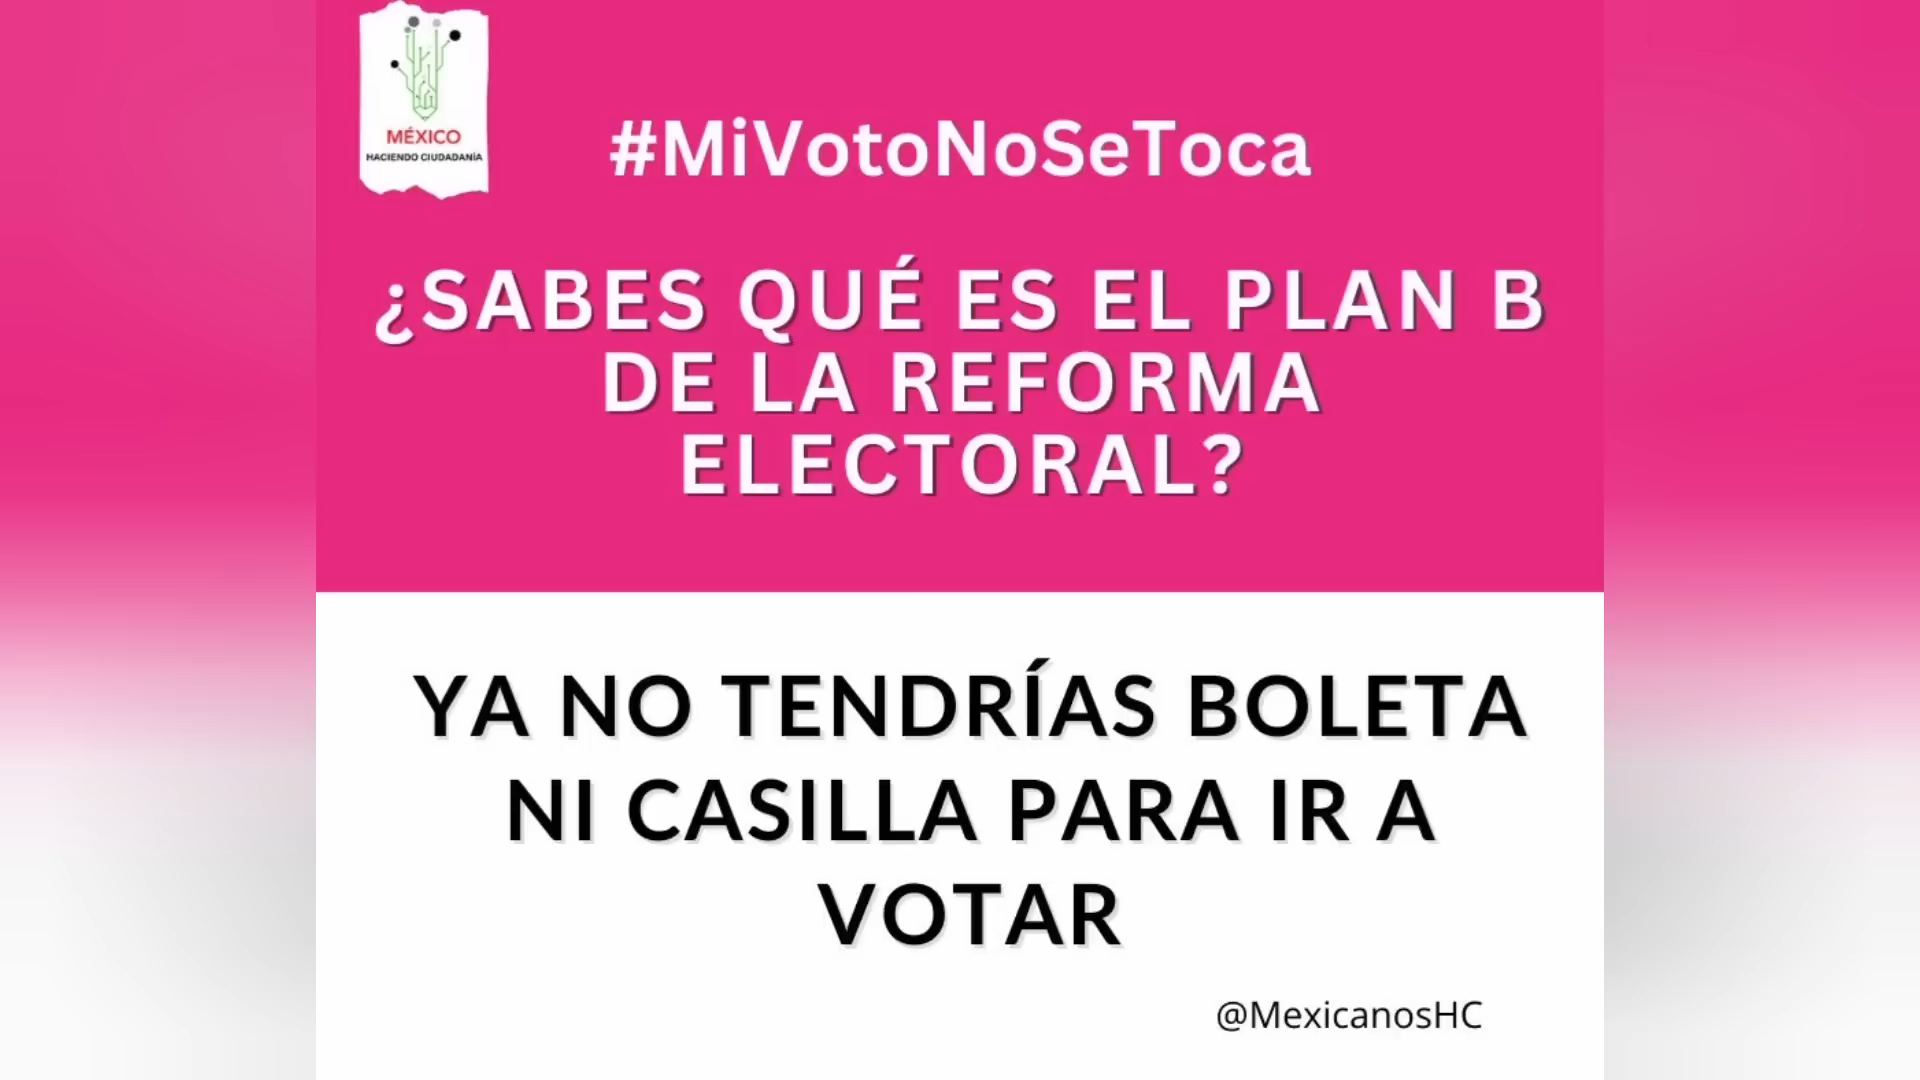 MÉXICO
HACIENDO CIUDADANÍA
#MiVotoNoSeToca
¿SABES QUÉ ES EL PLAN B
DE LA REFORMA
ELECTORAL?
YA NO TENDRÍAS BOLETA
NI CASILLA PARA IR A
VOTAR
@MexicanosHC